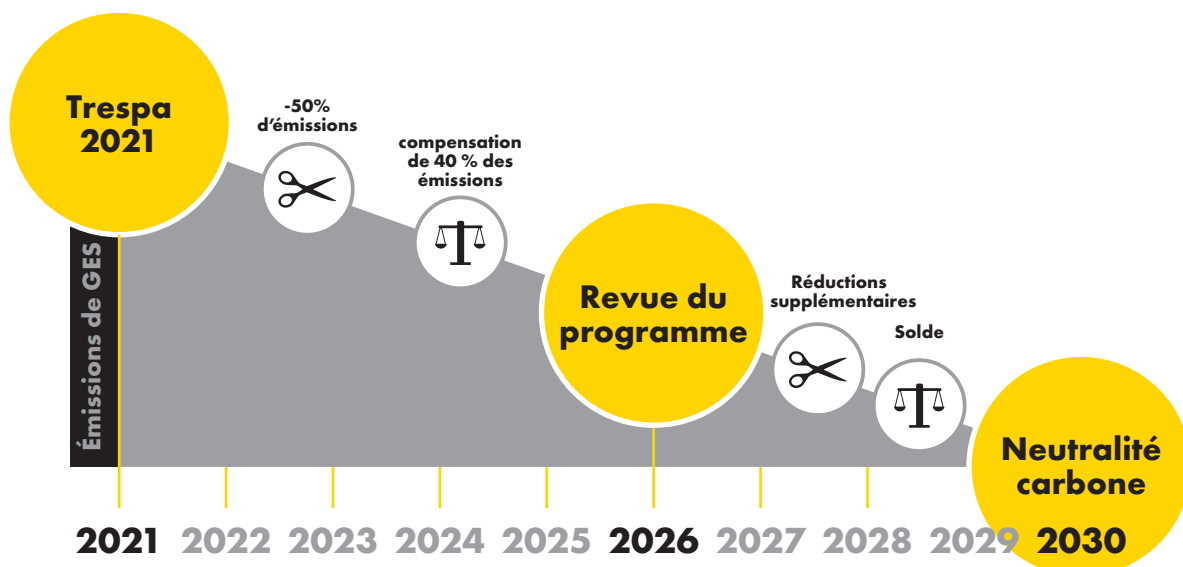 Trespa
2021
-50%
d'émissions
compensation
de 40 % des
émissions
Revue du
programme
Réductions
supplémentaires
Solde
Neutralité
carbone
Émissions de GES
2021 2022 2023 2024 2025 2026 2027 2028 2029 2030